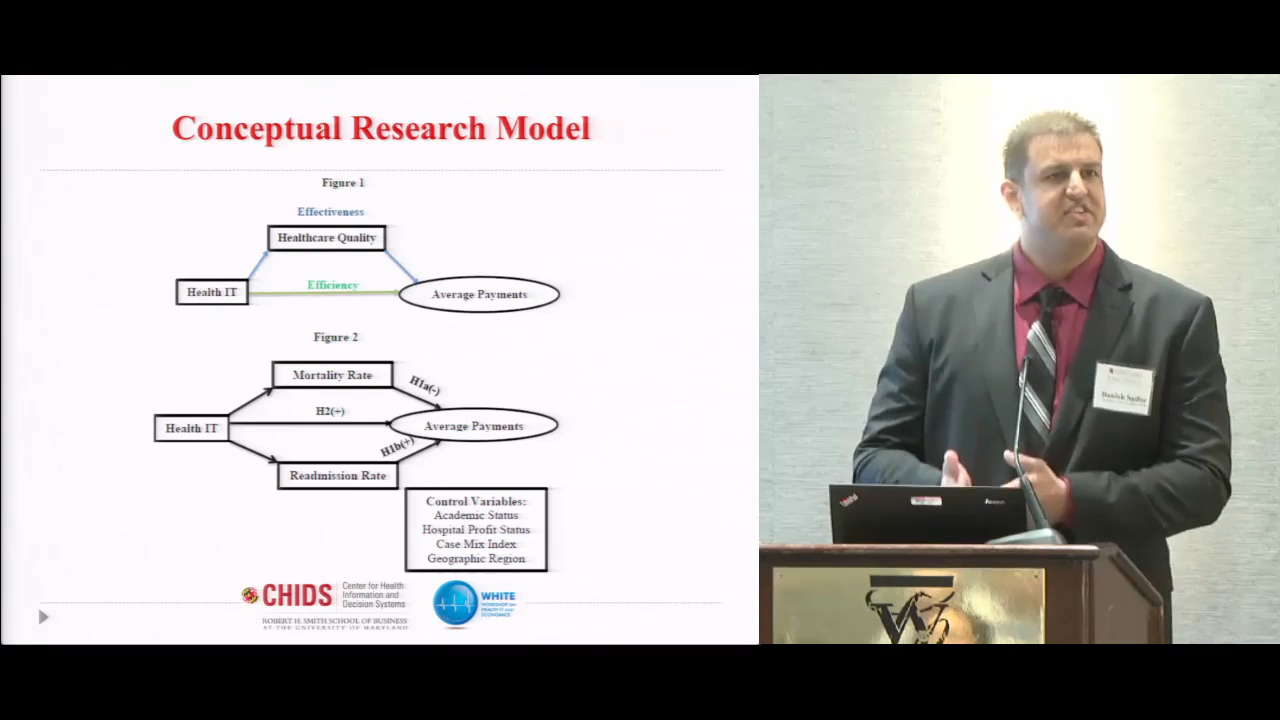 Conceptual Research Model
Figure 1
Effectiveness
Healthcare Quality
Health IT
Efficiency
Average Payments
Figure 2
Mortality Rate
H1a(-)
H2(+)
Health IT
Average Payments
H1b(+)
Readmission Rate
Control Variables:
Academic Status
Hospital Profit Status
Case Mix Index
Geographic Region
CHIDS
Center for Health
Information and
Decision Systems
ROBERT H. SMITH SCHOOL OF BUSINESS
AT THE UNIVERSITY OF MARYLAND
WHITE
WORKSHOP ON
HEALTH IT AND
ECONOMICS
Danish